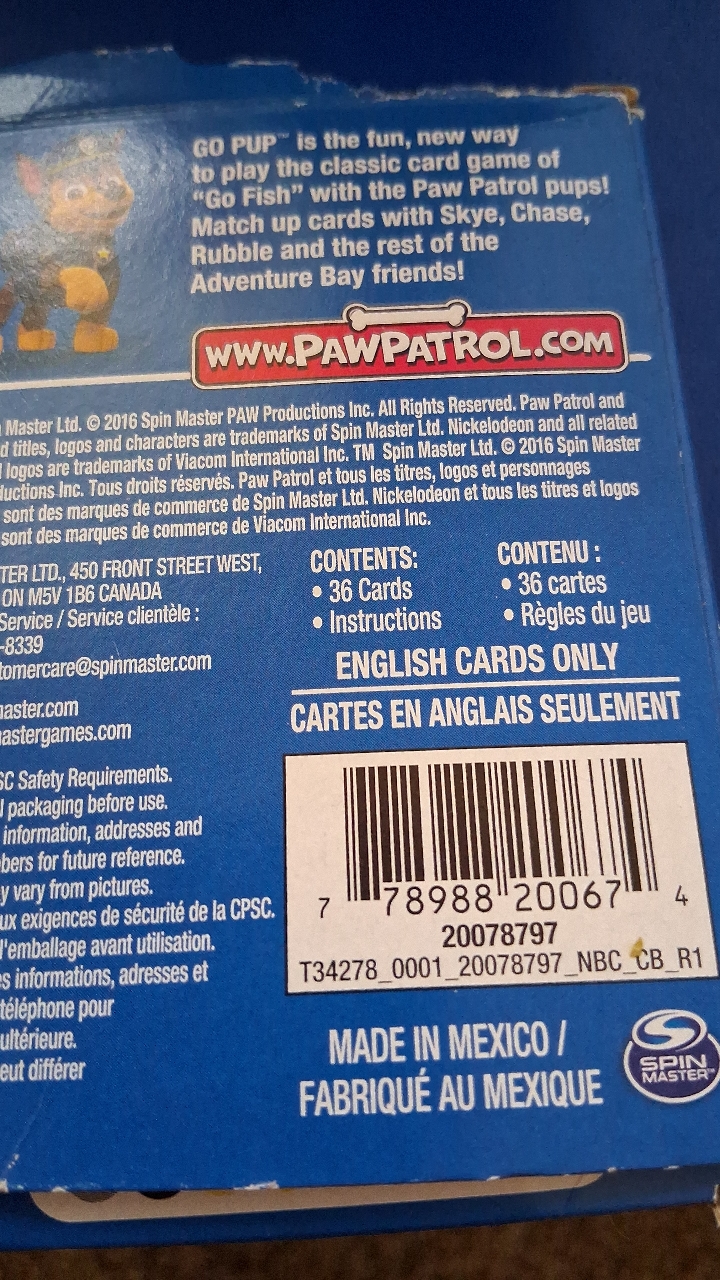 GO PUP™ is the fun, new way
to play the classic card game of
“Go Fish” with the Paw Patrol pups!
Match up cards with Skye, Chase,
Rubble and the rest of the
Adventure Bay friends!
WWW.PAWPATROL.COM
Master Ltd. © 2016 Spin Master PAW Productions Inc. All Rights Reserved. Paw Patrol and
d titles, logos and characters are trademarks of Spin Master Ltd. Nickelodeon and all related
logos are trademarks of Viacom International Inc. TM Spin Master Ltd. © 2016 Spin Master
ductions Inc. Tous droits réservés. Paw Patrol et tous les titres, logos et personnages
sont des marques de commerce de Spin Master Ltd. Nickelodeon et tous les titres et logos
sont des marques de commerce de Viacom International Inc.
TER LTD., 450 FRONT STREET WEST,
ON M5V 1B6 CANADA
Service / Service clientèle :
-8339
tomercare@spinmaster.com
aster.com
astergames.com
CONTENTS:
• 36 Cards
• Instructions
CONTENU :
• 36 cartes
• Règles du jeu
ENGLISH CARDS ONLY
CARTES EN ANGLAIS SEULEMENT
SC Safety Requirements.
l packaging before use.
information, addresses and
bers for future reference.
y vary from pictures.
ux exigences de sécurité de la CPSC.
l'emballage avant utilisation.
s informations, adresses et
téléphone pour
ultérieure.
eut différer
7 78988 20067 4
20078797
T34278_0001_20078797_NBC_CB_R1
MADE IN MEXICO /
FABRIQUÉ AU MEXIQUE
SPIN
MASTER™